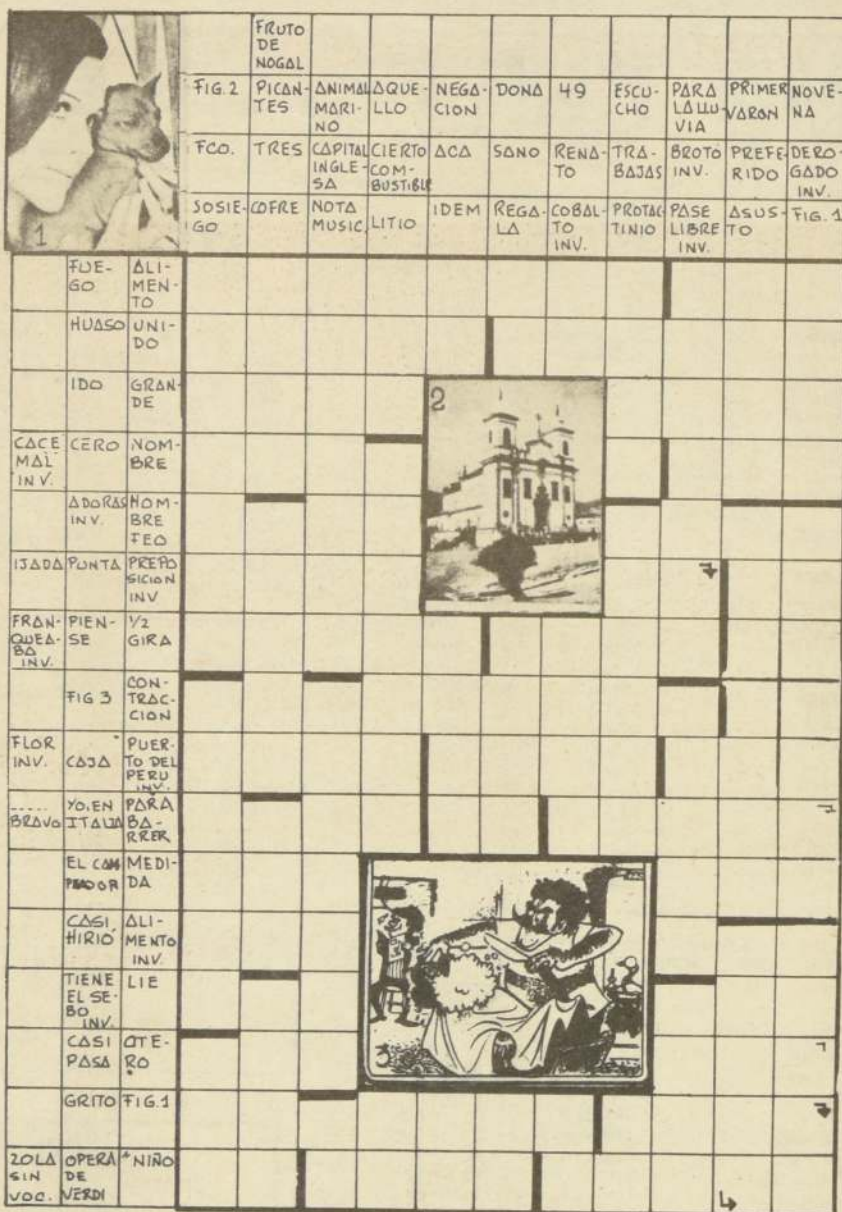 FRUTO
DE
NOGAL
FIG.2 PICAN-TES ANIMAL MARI-NO AQUE-LLO NEGA-CION DONA 49 ESCU-CHO PARA LA LLU-VIA PRIMER VARON NOVE-NA
FCO. TRES CAPITAL INGLE-SA CIERTO COM-BUSTIBLE ACA SANO RENA-TO TRA-BAJAS BROTO INV. PREFE-RIDO DERO-GADO INV.
SOSIE-GO COFRE NOTA MUSIC. LITIO IDEM REGA-LA COBAL-TO INV. PROTAC-TINIO PASE LIBRE INV. ASUS-TO FIG. 1
1
FUE-GO ALI-MEN-TO
HUASO UNI-DO
IDO GRAN-DE
2
CACE MAL INV. CERO NOM-BRE
ADORAS INV. NOM-BRE FEO
IJADA PUNTA PREPO SICION INV
FRAN-QUEA-BA INV. PIEN-SE 1/2 GIRA
FIG 3 CON-TRAC-CION
FLOR INV. CAJA PUER-TO DEL PERU INV.
..... BRAVO YO, EN ITALIA PARA BA-RRER
EL CAM PEADOR MEDI-DA
CASI HIRIO ALI-MENTO INV.
TIENE EL SE-BO INV. LIE
3
CASI PASA OTE-RO
GRITO FIG.1
ZOLA SIN VOC. OPERA DE VERDI NIÑO